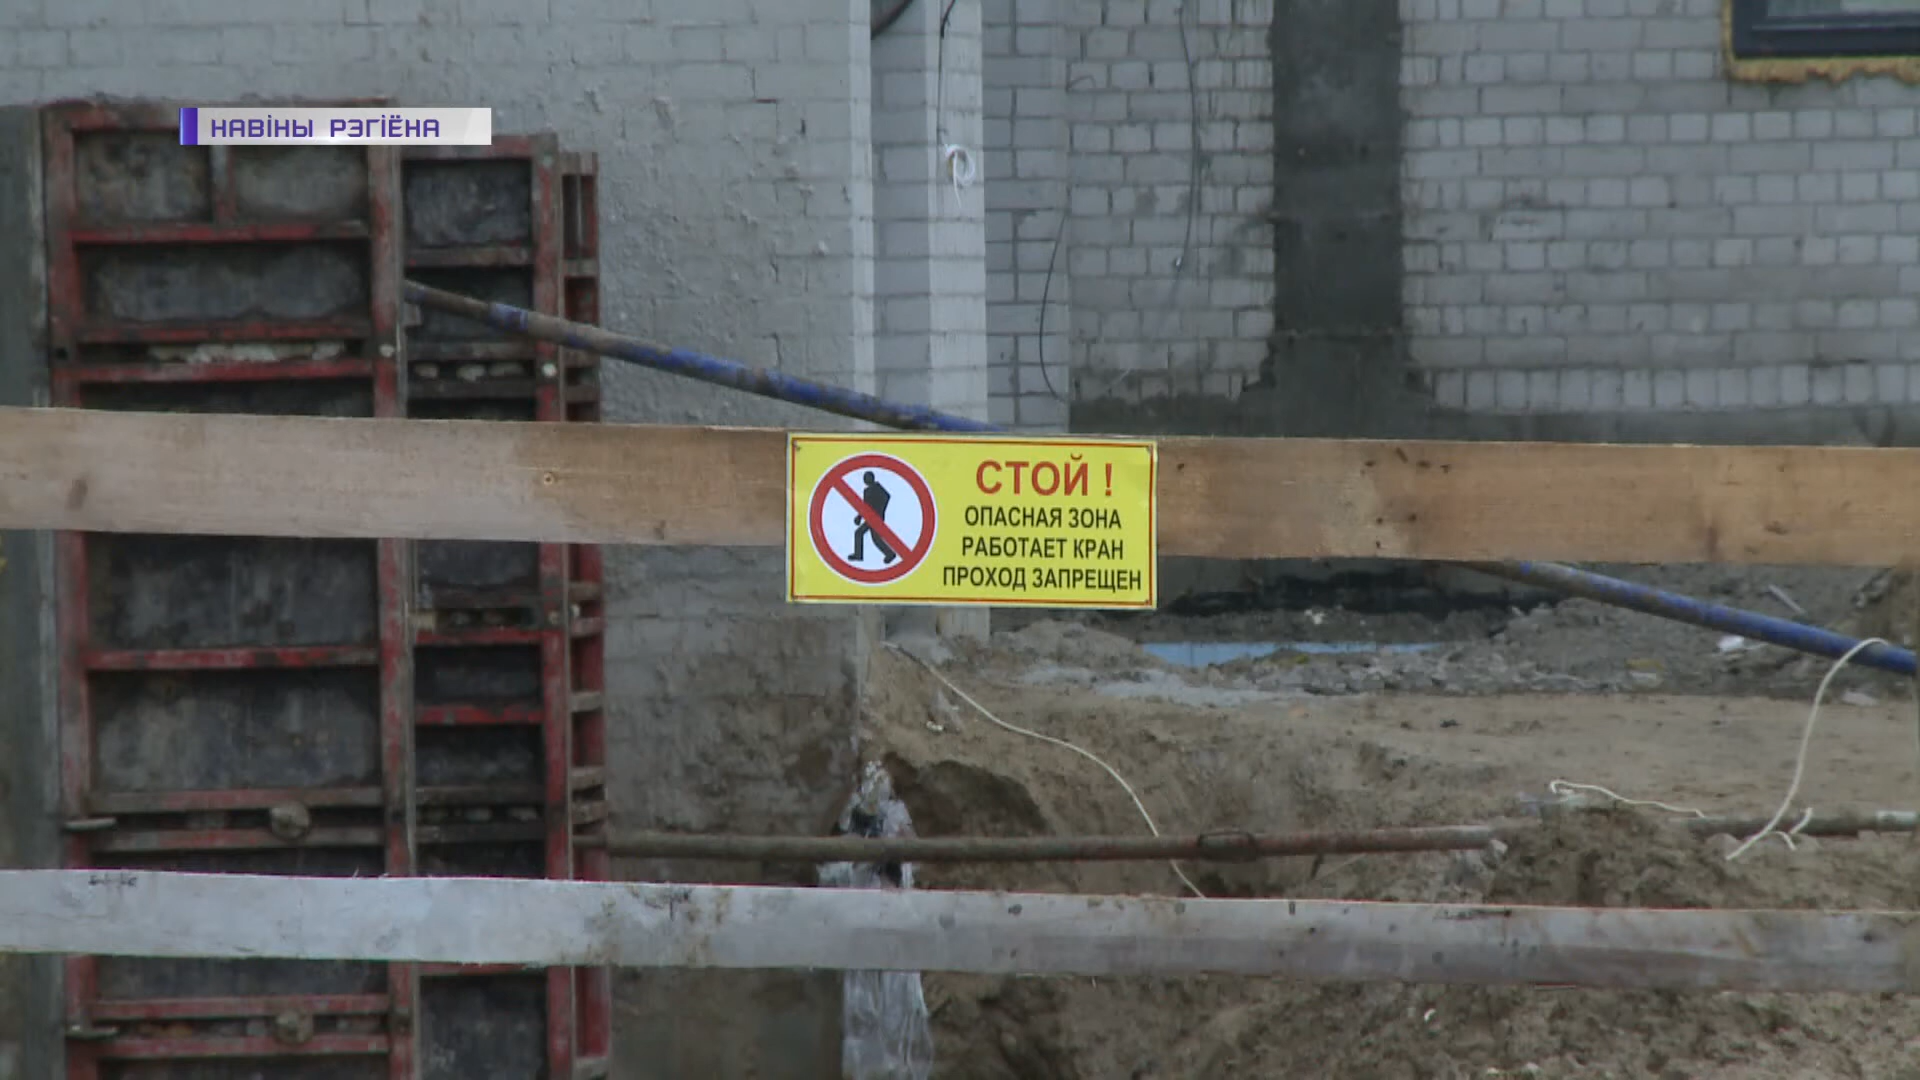 НАВІНЫ РЭГІЁНА
СТОЙ !
ОПАСНАЯ ЗОНА
РАБОТАЕТ КРАН
ПРОХОД ЗАПРЕЩЕН